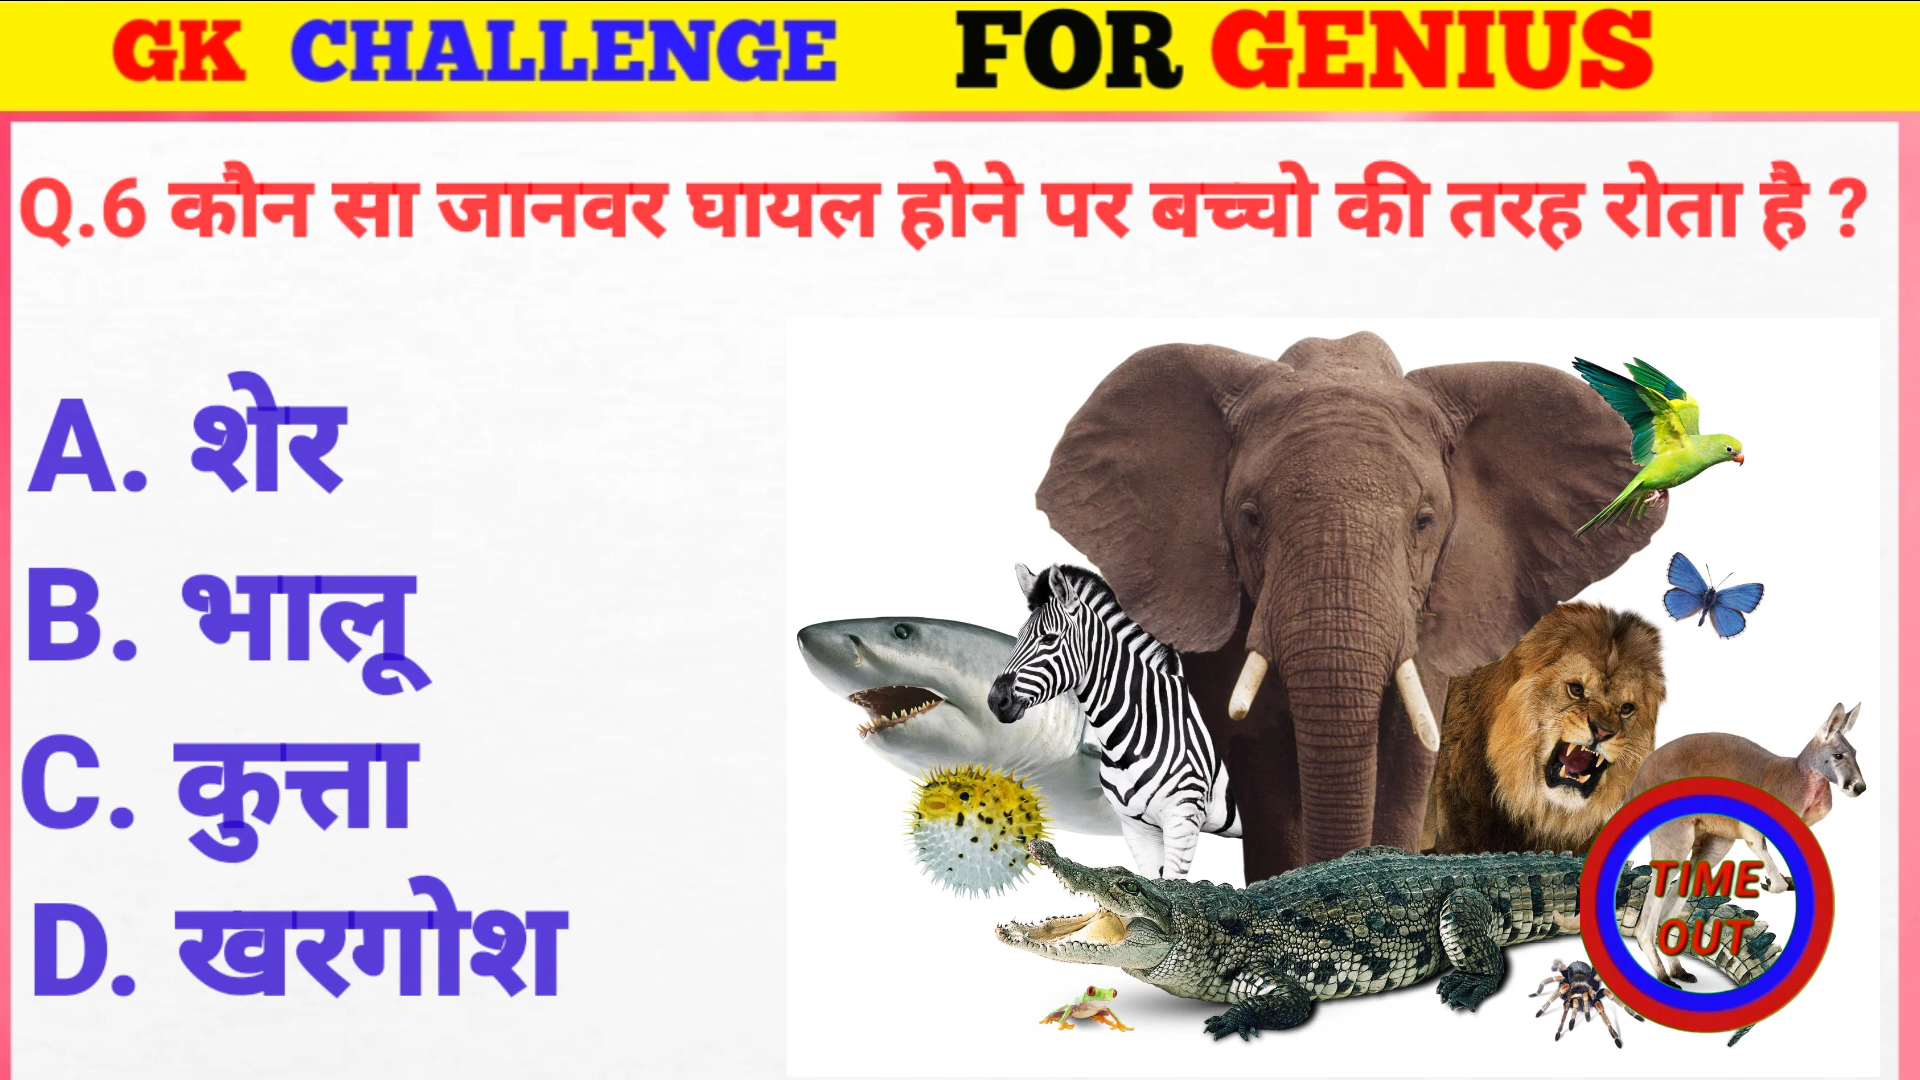 GK CHALLENGE FOR GENIUS
Q.6 कौन सा जानवर घायल होने पर बच्चो की तरह रोता है ?
A. शेर
B. भालू
C. कुत्ता
D. खरगोश
TIME
OUT